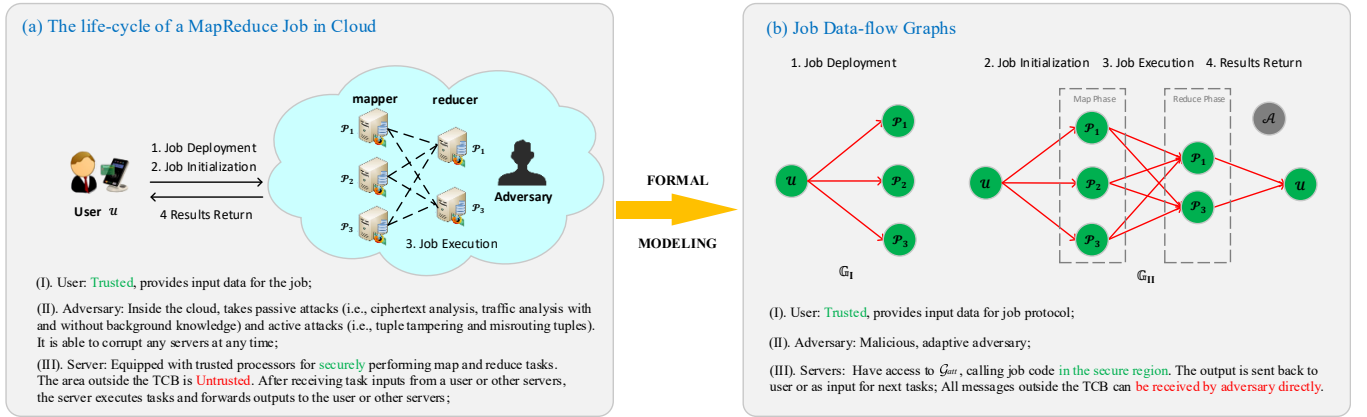 (a) The life-cycle of a MapReduce Job in Cloud
mapper
reducer
𝒫₁
𝒫₁
1. Job Deployment
2. Job Initialization
𝒫₂
Adversary
User 𝒰
4 Results Return
𝒫₃
𝒫₃
3. Job Execution
(I). User: Trusted, provides input data for the job;
(II). Adversary: Inside the cloud, takes passive attacks (i.e., ciphertext analysis, traffic analysis with
and without background knowledge) and active attacks (i.e., tuple tampering and misrouting tuples).
It is able to corrupt any servers at any time;
(III). Server: Equipped with trusted processors for securely performing map and reduce tasks.
The area outside the TCB is Untrusted. After receiving task inputs from a user or other servers,
the server executes tasks and forwards outputs to the user or other servers;
FORMAL
MODELING
(b) Job Data-flow Graphs
1. Job Deployment
2. Job Initialization
3. Job Execution
4. Results Return
Map Phase
Reduce Phase
𝒰
𝒫₁
𝒫₂
𝒫₃
𝔾_I
𝒰
𝒫₁
𝒫₂
𝒫₃
𝒫₁
𝒫₃
𝒜
𝒰
𝔾_II
(I). User: Trusted, provides input data for job protocol;
(II). Adversary: Malicious, adaptive adversary;
(III). Servers: Have access to 𝒢_att, calling job code in the secure region. The output is sent back to
user or as input for next tasks; All messages outside the TCB can be received by adversary directly.